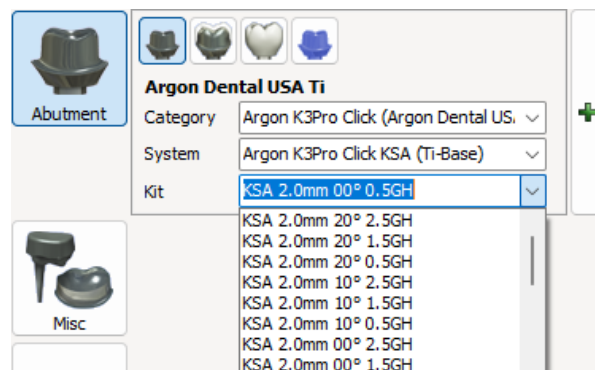 Argon Dental USA Ti
Abutment
Category
Argon K3Pro Click (Argon Dental US.
System
Argon K3Pro Click KSA (Ti-Base)
Kit
KSA 2.0mm 00° 0.5GH
KSA 2.0mm 20° 2.5GH
KSA 2.0mm 20° 1.5GH
KSA 2.0mm 20° 0.5GH
KSA 2.0mm 10° 2.5GH
KSA 2.0mm 10° 1.5GH
KSA 2.0mm 10° 0.5GH
KSA 2.0mm 00° 2.5GH
KSA 2.0mm 00° 1.5GH
Misc